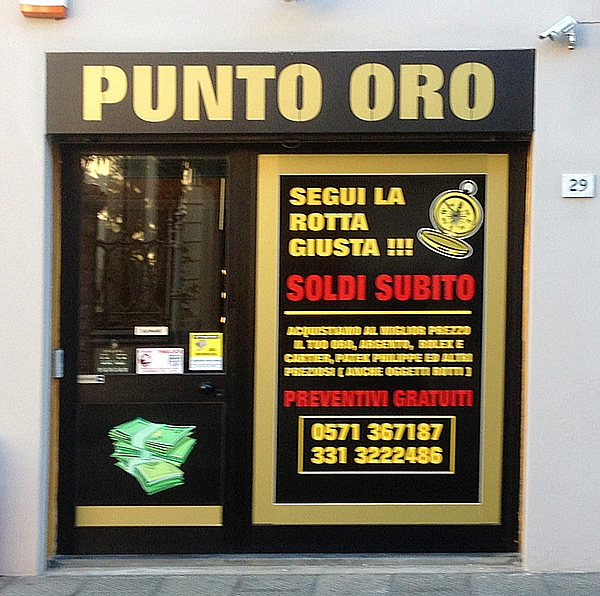 PUNTO ORO
29
SEGUI LA
ROTTA
GIUSTA !!!
SOLDI SUBITO
ACQUISTIAMO AL MIGLIOR PREZZO
IL TUO ORO, ARGENTO, ROLEX E
CARTIER, PATEK PHILIPPE ED ALTRI
PREZIOSI ( ANCHE OGGETTI ROTTI )
PREVENTIVI GRATUITI
0571 367187
331 3222486